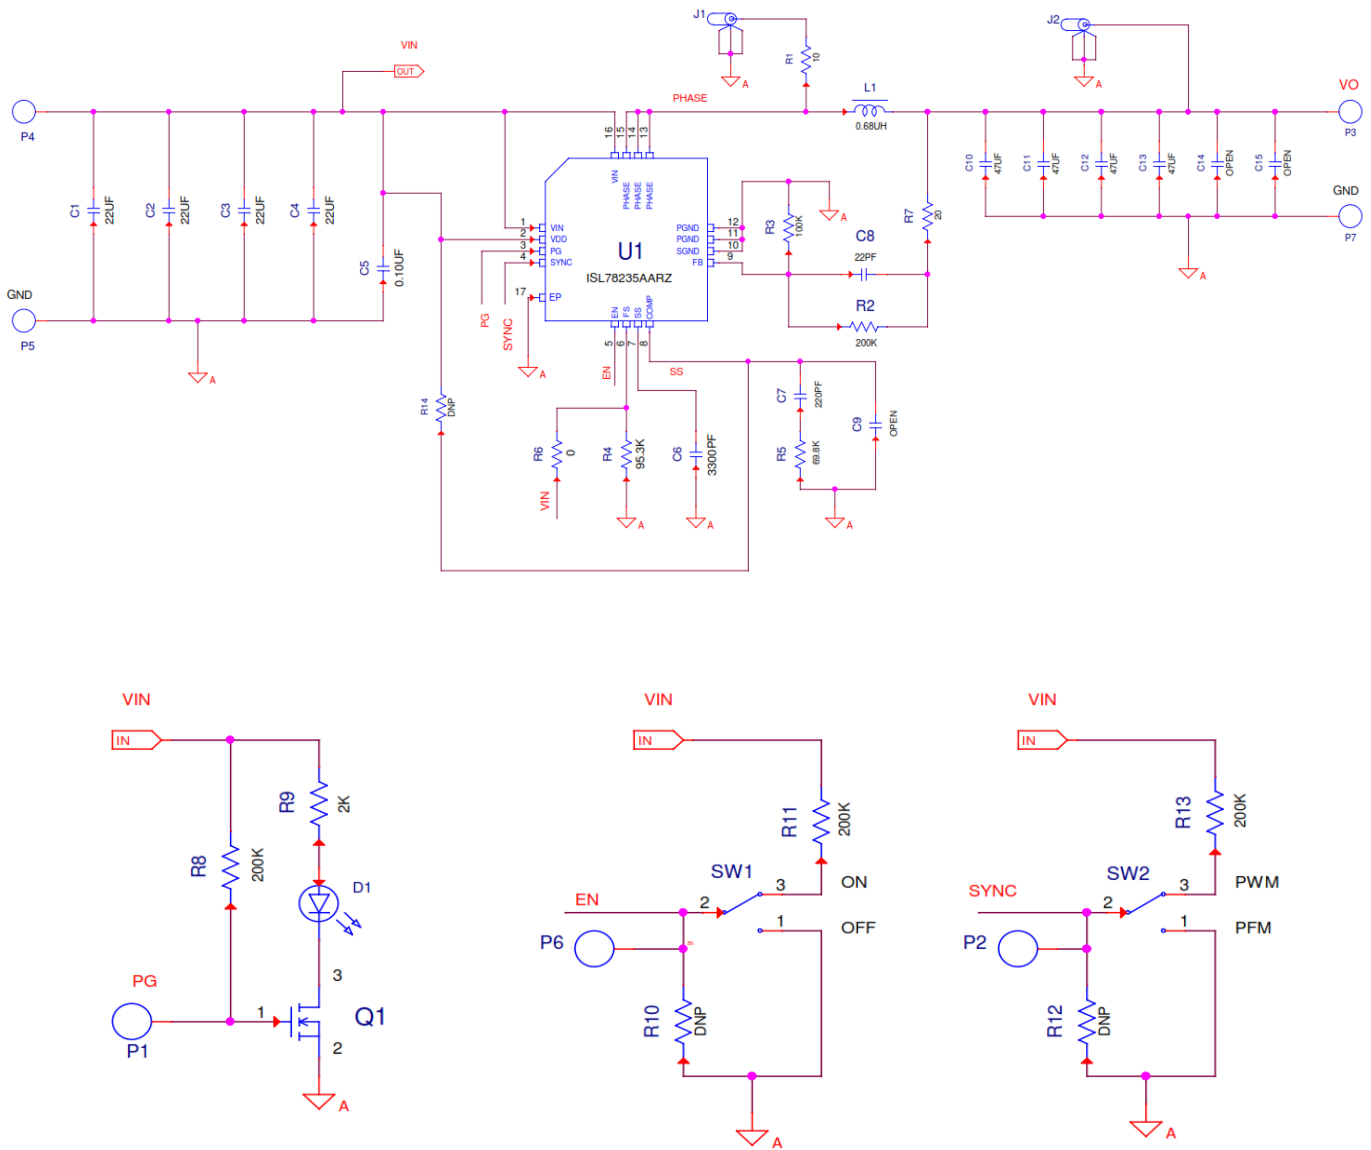 J1
J2
VIN
OUT
R1
10
A
A
VO
PHASE
L1
0.68UH
P4
P3
16
15
14
13
C10
47UF
C11
47UF
C12
47UF
C13
47UF
C14
OPEN
C15
OPEN
VIN
PHASE
PHASE
PHASE
C1
22UF
C2
22UF
C3
22UF
C4
22UF
GND
P7
R3
100K
A
R7
20
1
VIN
2
VDD
3
PG
4
SYNC
PGND
12
PGND
11
SGND
10
FB
9
U1
ISL78235AARZ
C8
22PF
C5
0.10UF
A
17
EP
GND
P5
PG
SYNC
EN
FS
SS
COMP
R2
200K
5
6
7
8
A
A
EN
SS
R14
DNP
C7
220PF
C9
OPEN
R6
0
R4
95.3K
C6
3300PF
R5
69.8K
VIN
A
A
A
VIN
VIN
VIN
IN
IN
IN
R9
2K
R11
200K
R13
200K
R8
200K
D1
SW1
3
ON
SW2
3
PWM
EN
2
SYNC
2
1
OFF
1
PFM
P6
P2
3
PG
1
Q1
R10
DNP
R12
DNP
P1
2
A
A
A